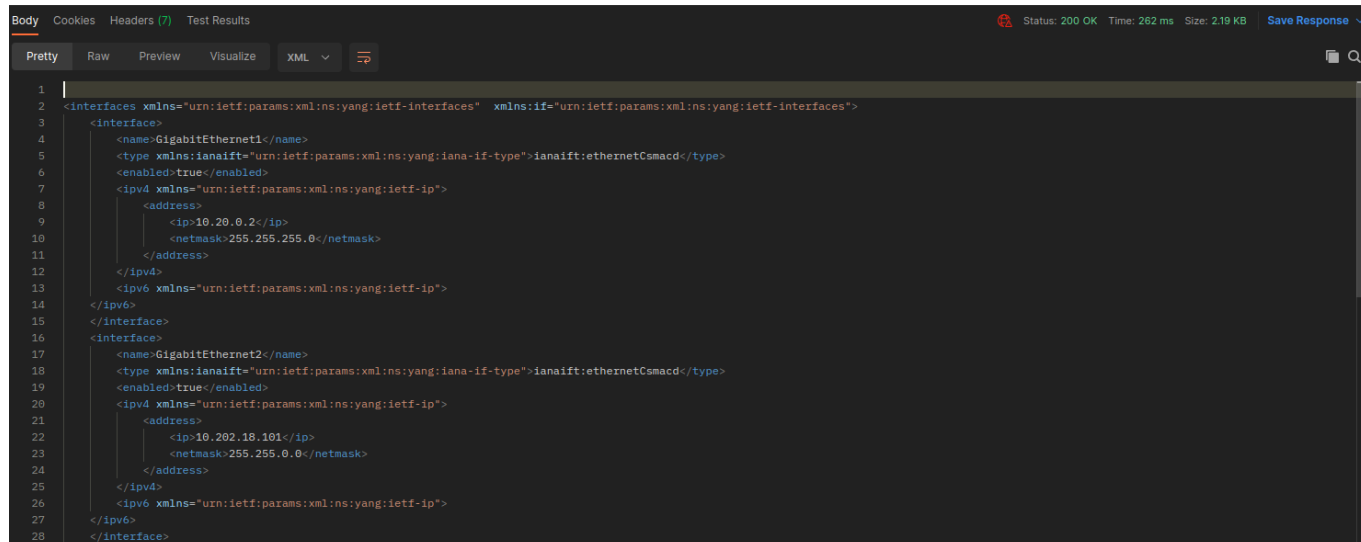 Body Cookies Headers (7) Test Results Status: 200 OK Time: 262 ms Size: 2.19 KB Save Response
Pretty Raw Preview Visualize XML
1
2 <interfaces xmlns="urn:ietf:params:xml:ns:yang:ietf-interfaces"  xmlns:if="urn:ietf:params:xml:ns:yang:ietf-interfaces">
3     <interface>
4         <name>GigabitEthernet1</name>
5         <type xmlns:ianaift="urn:ietf:params:xml:ns:yang:iana-if-type">ianaift:ethernetCsmacd</type>
6         <enabled>true</enabled>
7         <ipv4 xmlns="urn:ietf:params:xml:ns:yang:ietf-ip">
8             <address>
9                 <ip>10.20.0.2</ip>
10                 <netmask>255.255.255.0</netmask>
11             </address>
12         </ipv4>
13         <ipv6 xmlns="urn:ietf:params:xml:ns:yang:ietf-ip">
14     </ipv6>
15     </interface>
16     <interface>
17         <name>GigabitEthernet2</name>
18         <type xmlns:ianaift="urn:ietf:params:xml:ns:yang:iana-if-type">ianaift:ethernetCsmacd</type>
19         <enabled>true</enabled>
20         <ipv4 xmlns="urn:ietf:params:xml:ns:yang:ietf-ip">
21             <address>
22                 <ip>10.202.18.101</ip>
23                 <netmask>255.255.0.0</netmask>
24             </address>
25         </ipv4>
26         <ipv6 xmlns="urn:ietf:params:xml:ns:yang:ietf-ip">
27     </ipv6>
28     </interface>